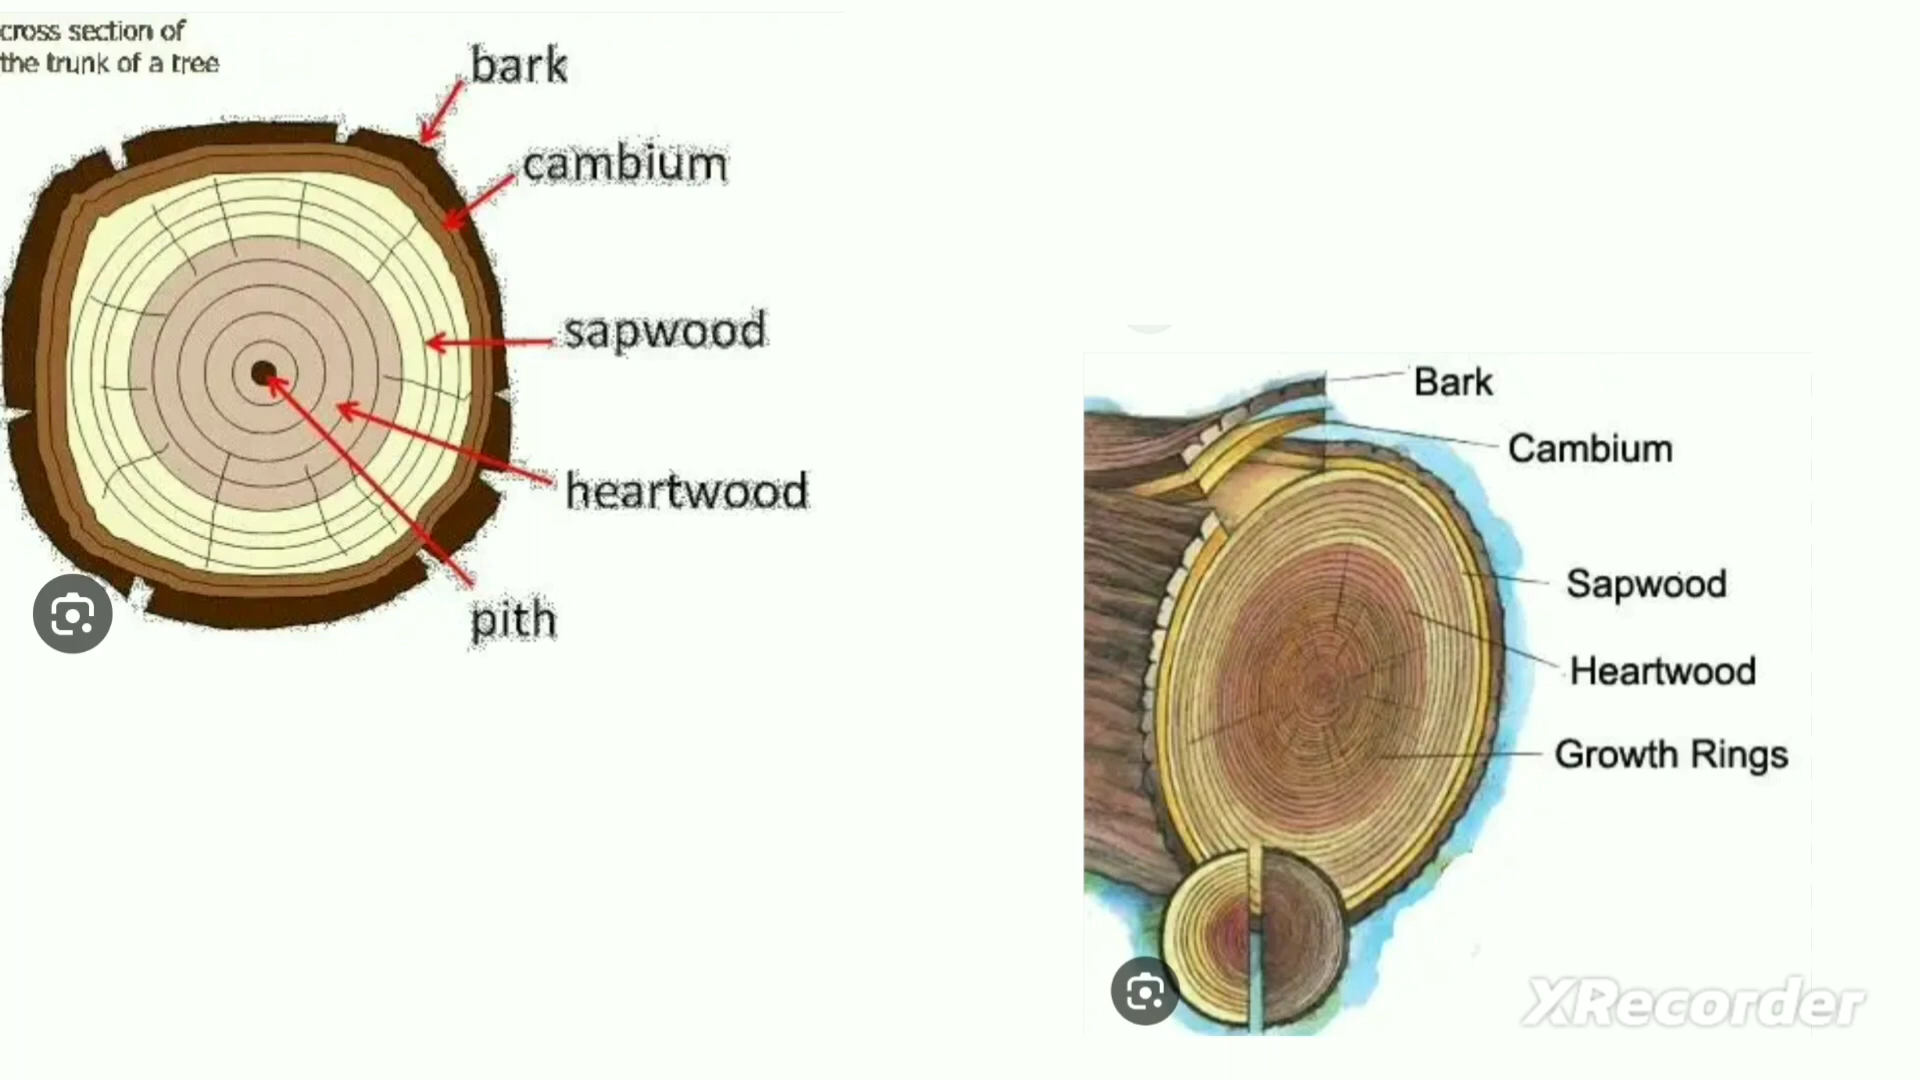 cross section of
the trunk of a tree
bark
cambium
sapwood
heartwood
pith
Bark
Cambium
Sapwood
Heartwood
Growth Rings
XRecorder